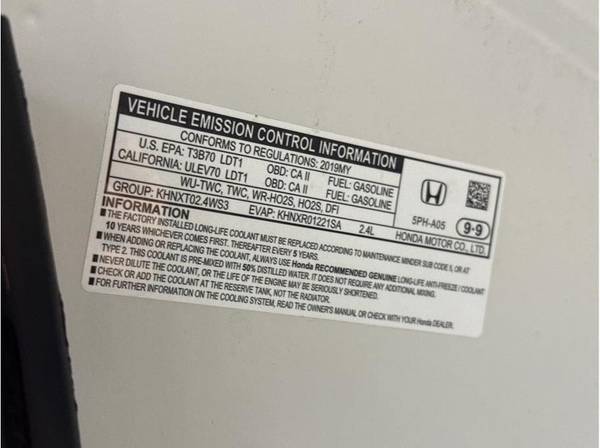 VEHICLE EMISSION CONTROL INFORMATION
CONFORMS TO REGULATIONS: 2019MY
U.S. EPA: T3B70 LDT1 OBD: CA II FUEL: GASOLINE
CALIFORNIA: ULEV70 LDT1 OBD: CA II FUEL: GASOLINE
WU-TWC, TWC, WR-HO2S, HO2S, DFI
GROUP: KHNXT02.4WS3 EVAP: KHNXR01221SA 2.4L
5PH-A05 9-9
HONDA MOTOR CO., LTD.
INFORMATION
■THE FACTORY INSTALLED LONG-LIFE COOLANT MUST BE REPLACED ACCORDING TO MAINTENANCE MINDER SUB CODE 5, OR AT
10 YEARS WHICHEVER COMES FIRST. THEREAFTER EVERY 5 YEARS.
■WHEN ADDING OR REPLACING THE COOLANT, ALWAYS USE Honda RECOMMENDED GENUINE LONG-LIFE ANTI-FREEZE / COOLANT
TYPE 2. THIS COOLANT IS PRE-MIXED WITH 50% DISTILLED WATER. IT DOES NOT REQUIRE ANY ADDITIONAL MIXING.
■NEVER DILUTE THE COOLANT, OR THE LIFE OF THE ENGINE MAY BE SERIOUSLY SHORTENED.
■CHECK OR ADD THE COOLANT AT THE RESERVE TANK, NOT THE RADIATOR.
■FOR FURTHER INFORMATION ON THE COOLING SYSTEM, READ THE OWNER'S MANUAL OR CHECK WITH YOUR Honda DEALER.